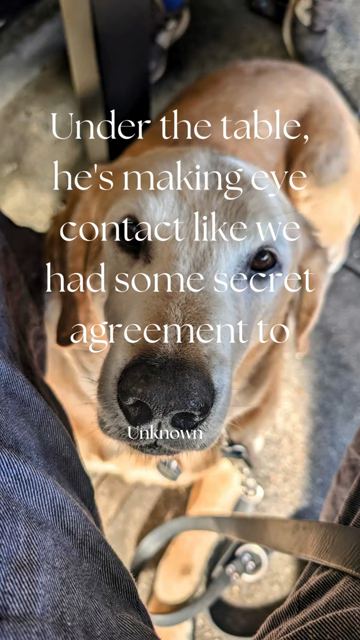 Under the table,
he's making eye
contact like we
had some secret
agreement to
Unknown